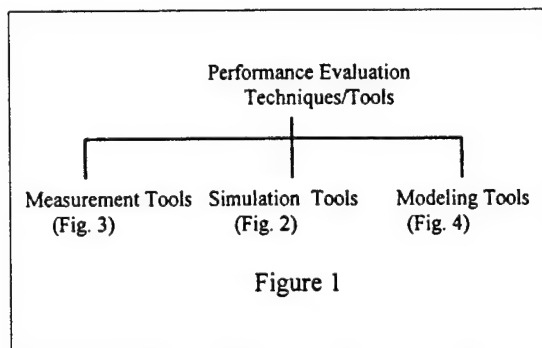 Performance Evaluation
Techniques/Tools
Measurement Tools Simulation Tools Modeling Tools
(Fig. 3) (Fig. 2) (Fig. 4)
Figure 1